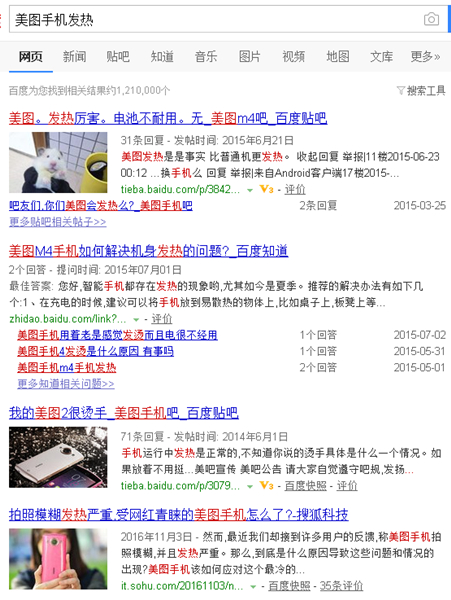 美图手机发热
网页 新闻 贴吧 知道 音乐 图片 视频 地图 文库 更多»
百度为您找到相关结果约1,210,000个 搜索工具
美图。发热厉害。电池不耐用。无_美图m4吧_百度贴吧
31条回复 - 发帖时间: 2015年6月21日
美图发热是是事实 比普通机更发热。 收起回复 举报|11楼2015-06-23
00:12 ...换手机么 回复 举报|来自Android客户端17楼2015-...
tieba.baidu.com/p/3842... V3 - 评价
吧友们,你们美图会发热么?_美图手机吧 2条回复 2015-03-25
更多贴吧相关帖子>>
美图M4手机如何解决机身发热的问题?_百度知道
2个回答 - 提问时间: 2015年07月01日
最佳答案: 您好,智能手机都存在发热的现象哟,尤其如今是夏季。推荐的解决办法有如下几
个:1、在充电的时候,建议可以将手机放到易散热的物体上,比如桌子上,板凳上等...
zhidao.baidu.com/link?... - 评价
美图手机用着老是感觉发烫而且电很不经用 1个回答 2015-07-02
美图手机4发烫是什么原因 有事吗 1个回答 2015-05-31
美图手机m4手机发热 2个回答 2015-05-01
更多知道相关问题>>
我的美图2很烫手_美图手机吧_百度贴吧
71条回复 - 发帖时间: 2014年6月1日
手机运行中发热是正常的,不知道你说的烫手具体是什么一个情况。如
果放着不用挺...美吧宣传 美吧公告 请大家自觉遵守吧规,发扬...
tieba.baidu.com/p/3079... V3 - 百度快照 - 评价
拍照模糊发热严重,受网红青睐的美图手机怎么了?-搜狐科技
2016年11月3日 - 然而,最近我们却接到许多用户的反馈,称美图手机拍
照模糊,并且发热严重。那么,到底是什么原因导致这些问题和情况的
出现?美图手机该如何应对这个最冷的...
it.sohu.com/20161103/n... - 百度快照 - 35条评价